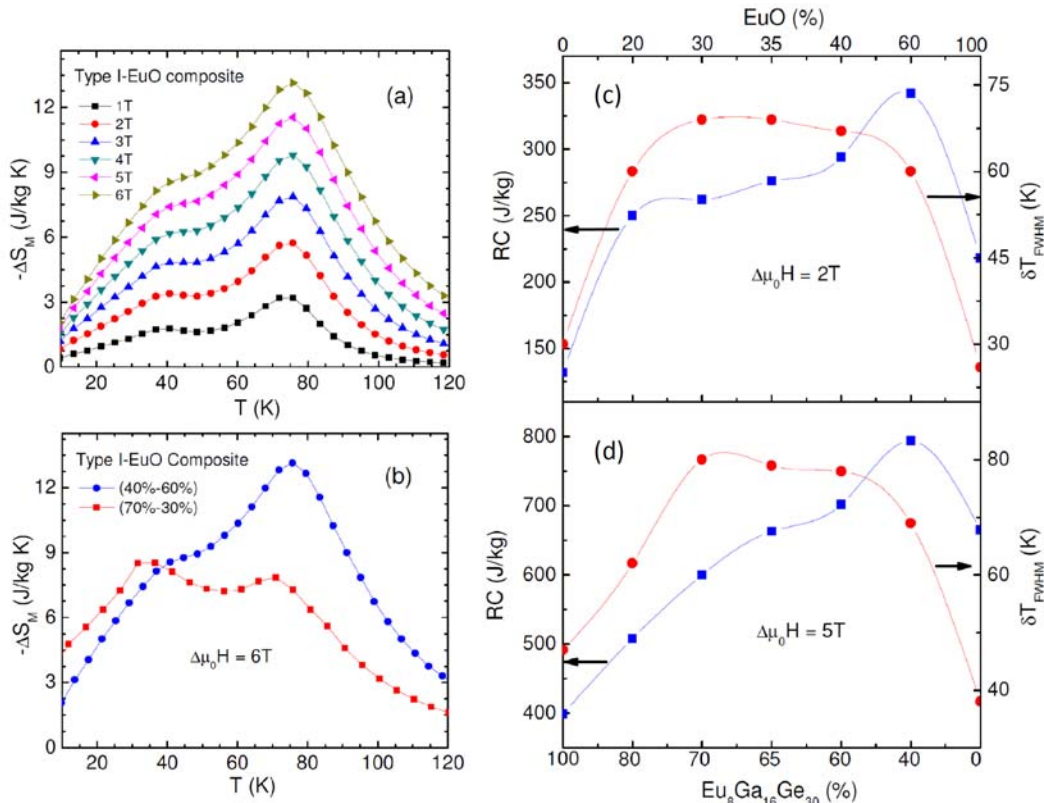 Type I-EuO composite
(a)
1T
2T
3T
4T
5T
6T
-ΔS_M (J/kg K)
12
9
6
3
0
20 40 60 80 100 120
T (K)
Type I-EuO Composite
(b)
(40%-60%)
(70%-30%)
-ΔS_M (J/kg K)
12
9
6
3
0
Δμ₀H = 6T
20 40 60 80 100 120
T (K)
EuO (%)
0 20 30 35 40 60 100
(c)
RC (J/kg)
350
300
250
200
150
Δμ₀H = 2T
75
60
45
30
δT_FWHM (K)
(d)
RC (J/kg)
800
700
600
500
400
Δμ₀H = 5T
80
60
40
δT_FWHM (K)
100 80 70 65 60 40 0
Eu₈Ga₁₆Ge₃₀ (%)